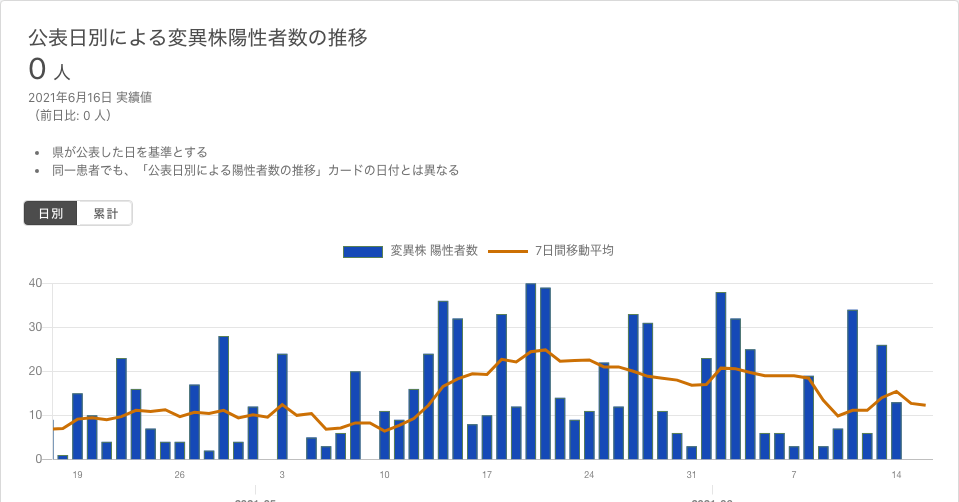 公表日別による変異株陽性者数の推移
0 人
2021年6月16日 実績値
（前日比: 0 人）
• 県が公表した日を基準とする
• 同一患者でも、「公表日別による陽性者数の推移」カードの日付とは異なる
日別 累計
変異株 陽性者数 7日間移動平均
40
30
20
10
0
19 26 3 10 17 24 31 7 14